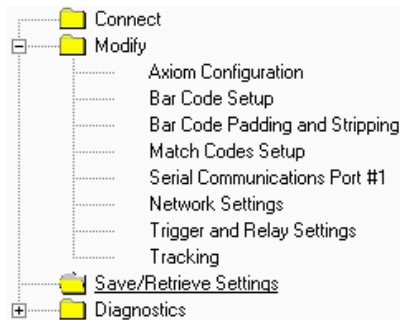 Connect
Modify
Axiom Configuration
Bar Code Setup
Bar Code Padding and Stripping
Match Codes Setup
Serial Communications Port #1
Network Settings
Trigger and Relay Settings
Tracking
Save/Retrieve Settings
Diagnostics